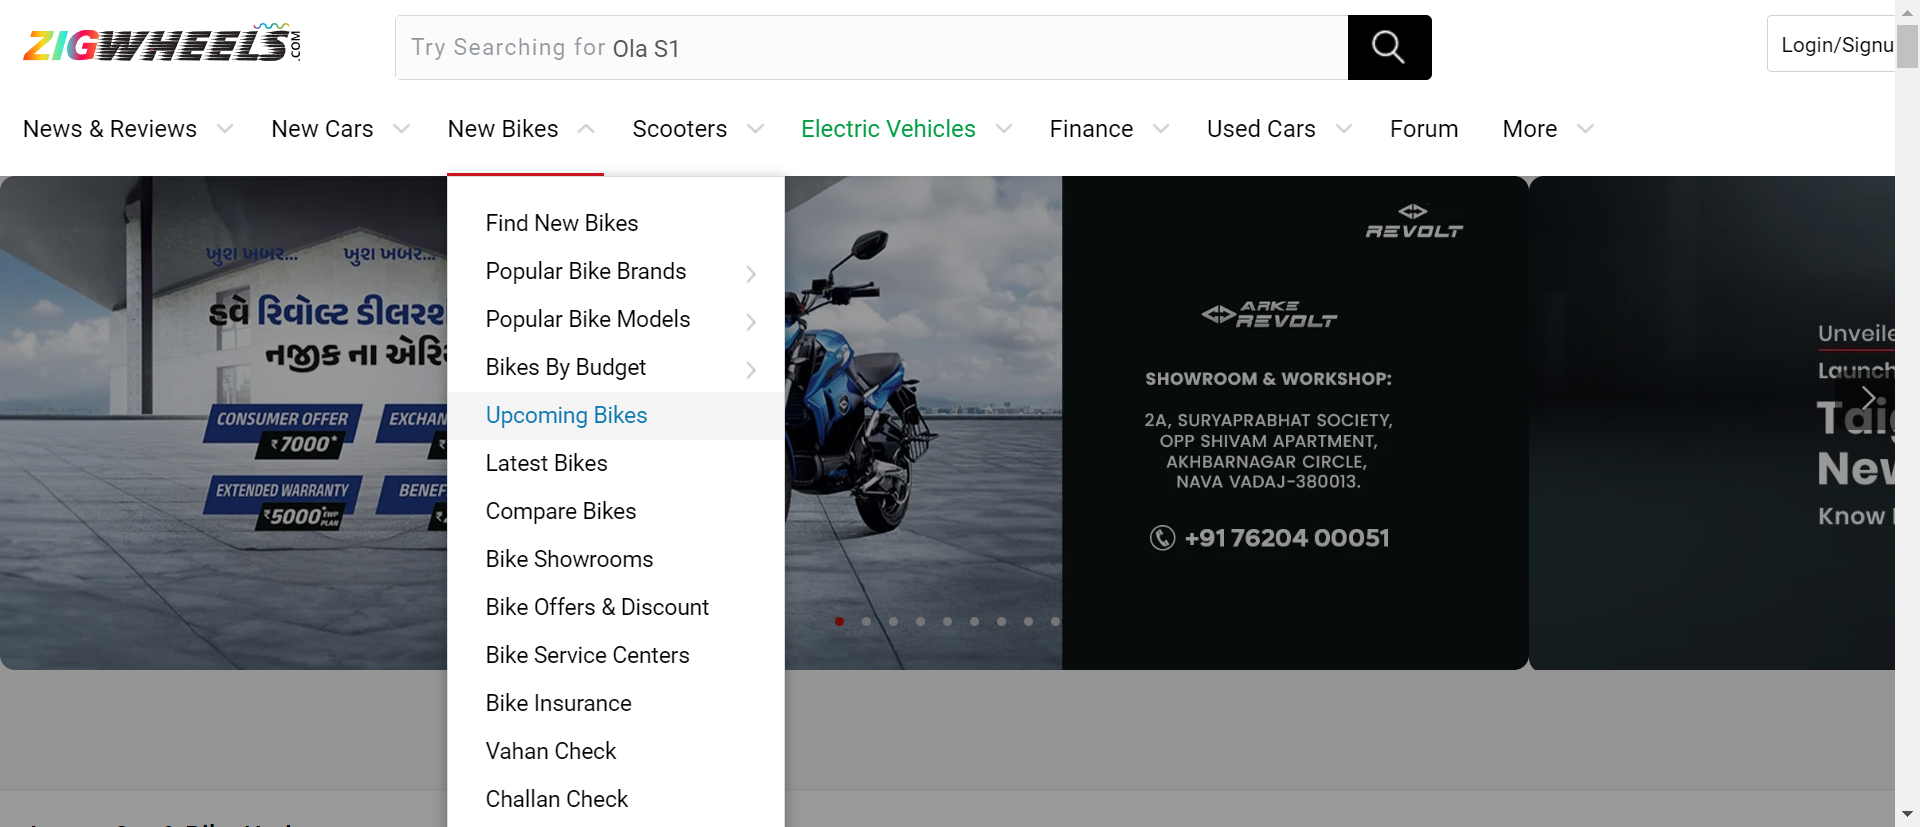 ZIGWHEELS.COM
Try Searching for Ola S1
Login/Signu
News & Reviews
New Cars
New Bikes
Scooters
Electric Vehicles
Finance
Used Cars
Forum
More
Find New Bikes
Popular Bike Brands
Popular Bike Models
Bikes By Budget
Upcoming Bikes
Latest Bikes
Compare Bikes
Bike Showrooms
Bike Offers & Discount
Bike Service Centers
Bike Insurance
Vahan Check
Challan Check
ખુશ ખબર... ખુશ ખબર...
હવે રિવોલ્ટ
નજીક ના
CONSUMER OFFER
₹7000*
EXCHAN
EXTENDED WARRANTY
₹5000* EWP PLAN
BENEF
REVOLT
ARKE
REVOLT
SHOWROOM & WORKSHOP:
2A, SURYAPRABHAT SOCIETY,
OPP SHIVAM APARTMENT,
AKHBARNAGAR CIRCLE,
NAVA VADAJ-380013.
+91 76204 00051
Unveile
Launch
Taig
New
Know